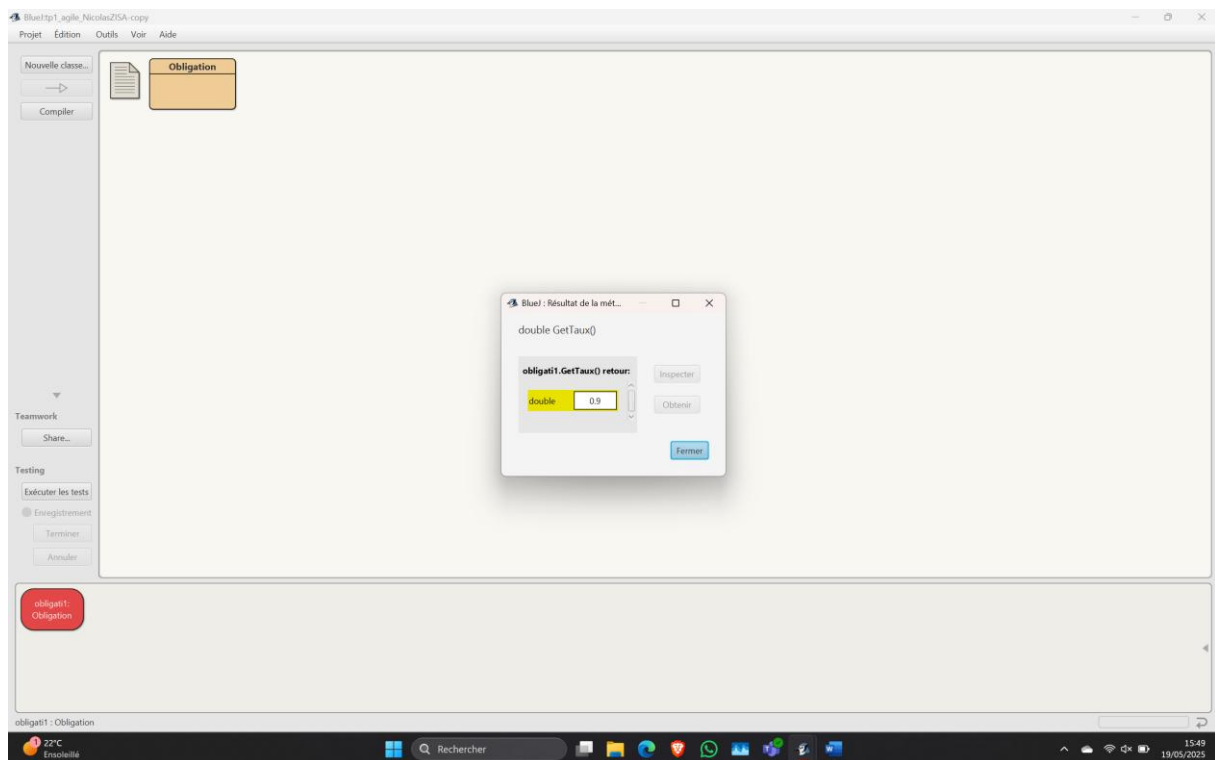 BlueJ:tp1_agile_NicolasZISA-copy
Projet Édition Outils Voir Aide
Nouvelle classe...
Compiler
Obligation
BlueJ : Résultat de la mét...
double GetTaux()
obligati1.GetTaux() retour:
double 0.9
Inspecter
Obtenir
Fermer
Teamwork
Share...
Testing
Exécuter les tests
Enregistrement
Terminer
Annuler
obligati1:
Obligation
obligati1 : Obligation
1
22°C
Ensoleillé
Rechercher
15:49
19/05/2025